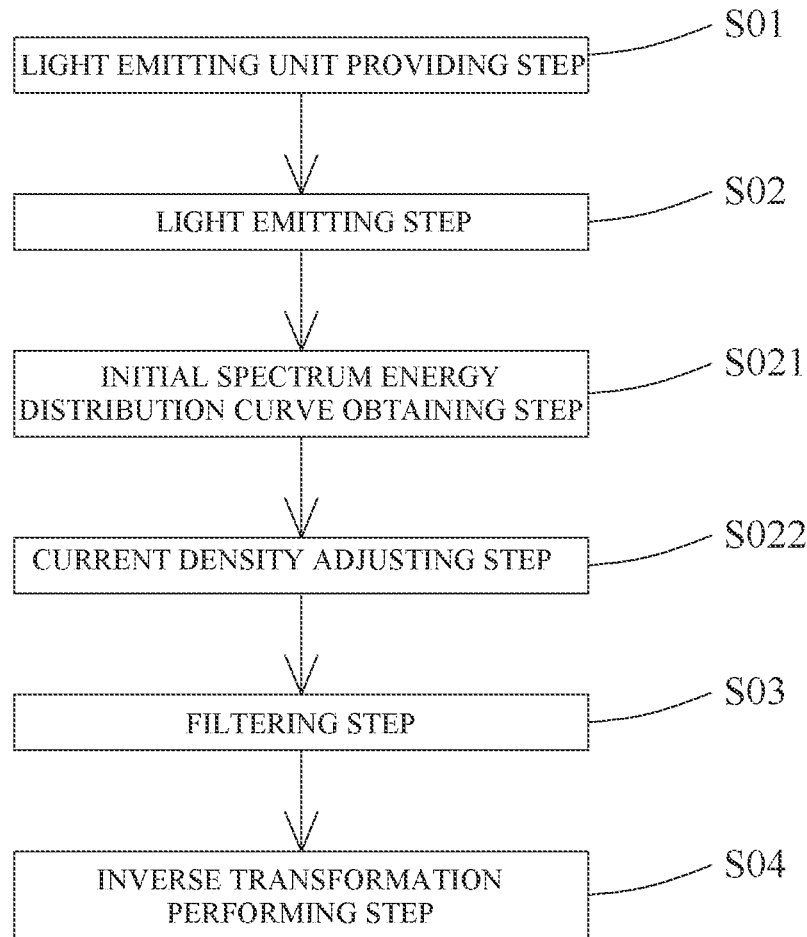 S01
LIGHT EMITTING UNIT PROVIDING STEP
S02
LIGHT EMITTING STEP
S021
INITIAL SPECTRUM ENERGY
DISTRIBUTION CURVE OBTAINING STEP
S022
CURRENT DENSITY ADJUSTING STEP
S03
FILTERING STEP
S04
INVERSE TRANSFORMATION
PERFORMING STEP